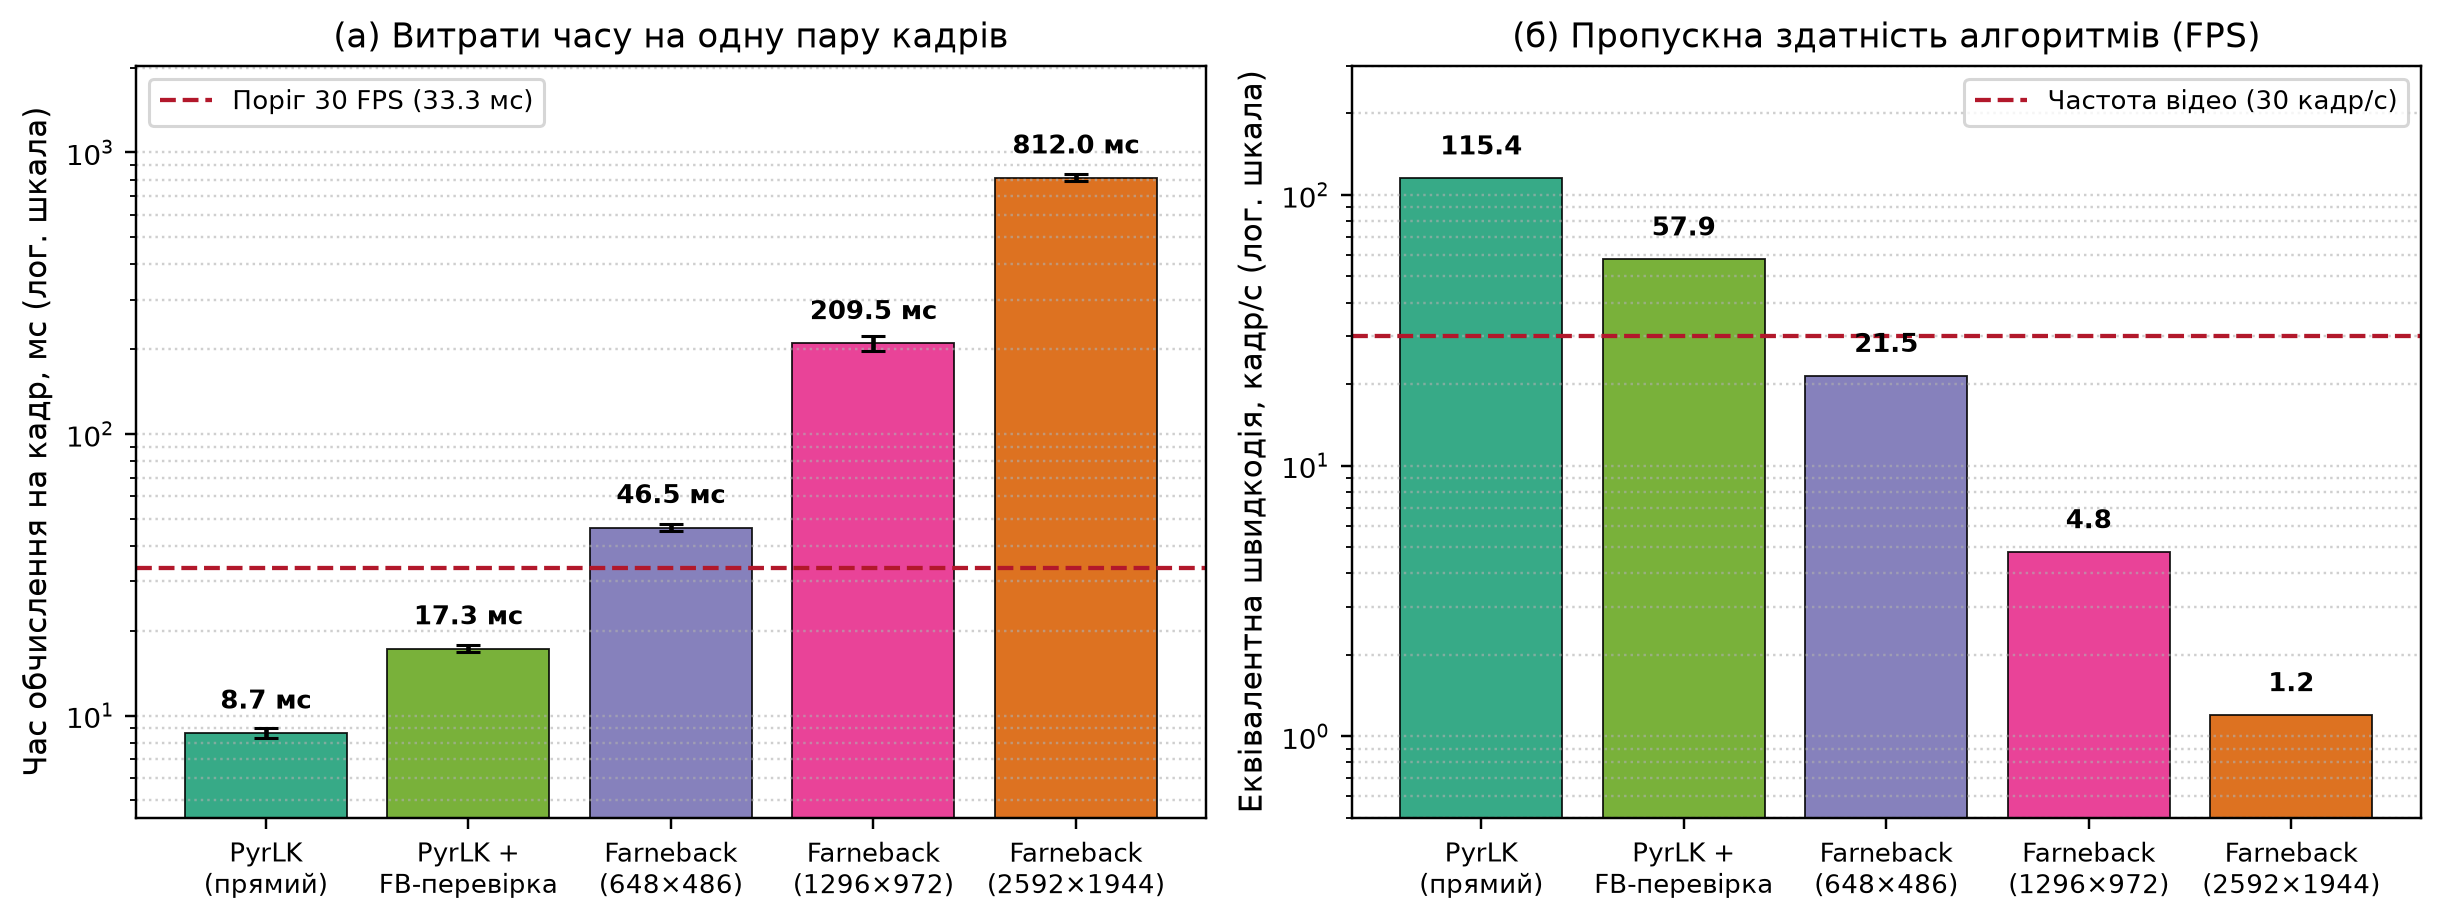 (а) Витрати часу на одну пару кадрів
Час обчислення на кадр, мс (лог. шкала)
Поріг 30 FPS (33.3 мс)
10³
10²
10¹
8.7 мс
17.3 мс
46.5 мс
209.5 мс
812.0 мс
PyrLK
(прямий)
PyrLK +
FB-перевірка
Farneback
(648×486)
Farneback
(1296×972)
Farneback
(2592×1944)
(б) Пропускна здатність алгоритмів (FPS)
Еквівалентна швидкодія, кадр/с (лог. шкала)
Частота відео (30 кадр/с)
10²
10¹
10⁰
115.4
57.9
21.5
4.8
1.2
PyrLK
(прямий)
PyrLK +
FB-перевірка
Farneback
(648×486)
Farneback
(1296×972)
Farneback
(2592×1944)